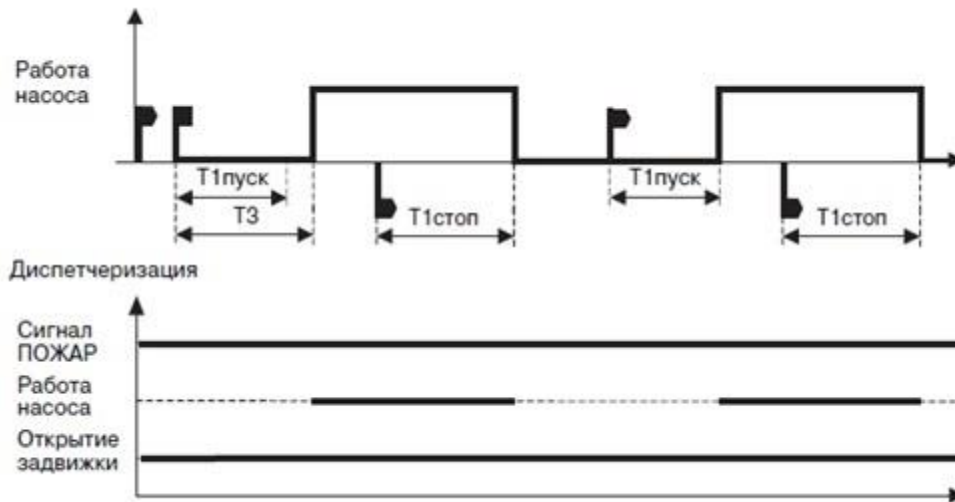 Работа
насоса
Т1пуск
Т3
Т1стоп
Т1пуск
Т1стоп
Диспетчеризация
Сигнал
ПОЖАР
Работа
насоса
Открытие
задвижки